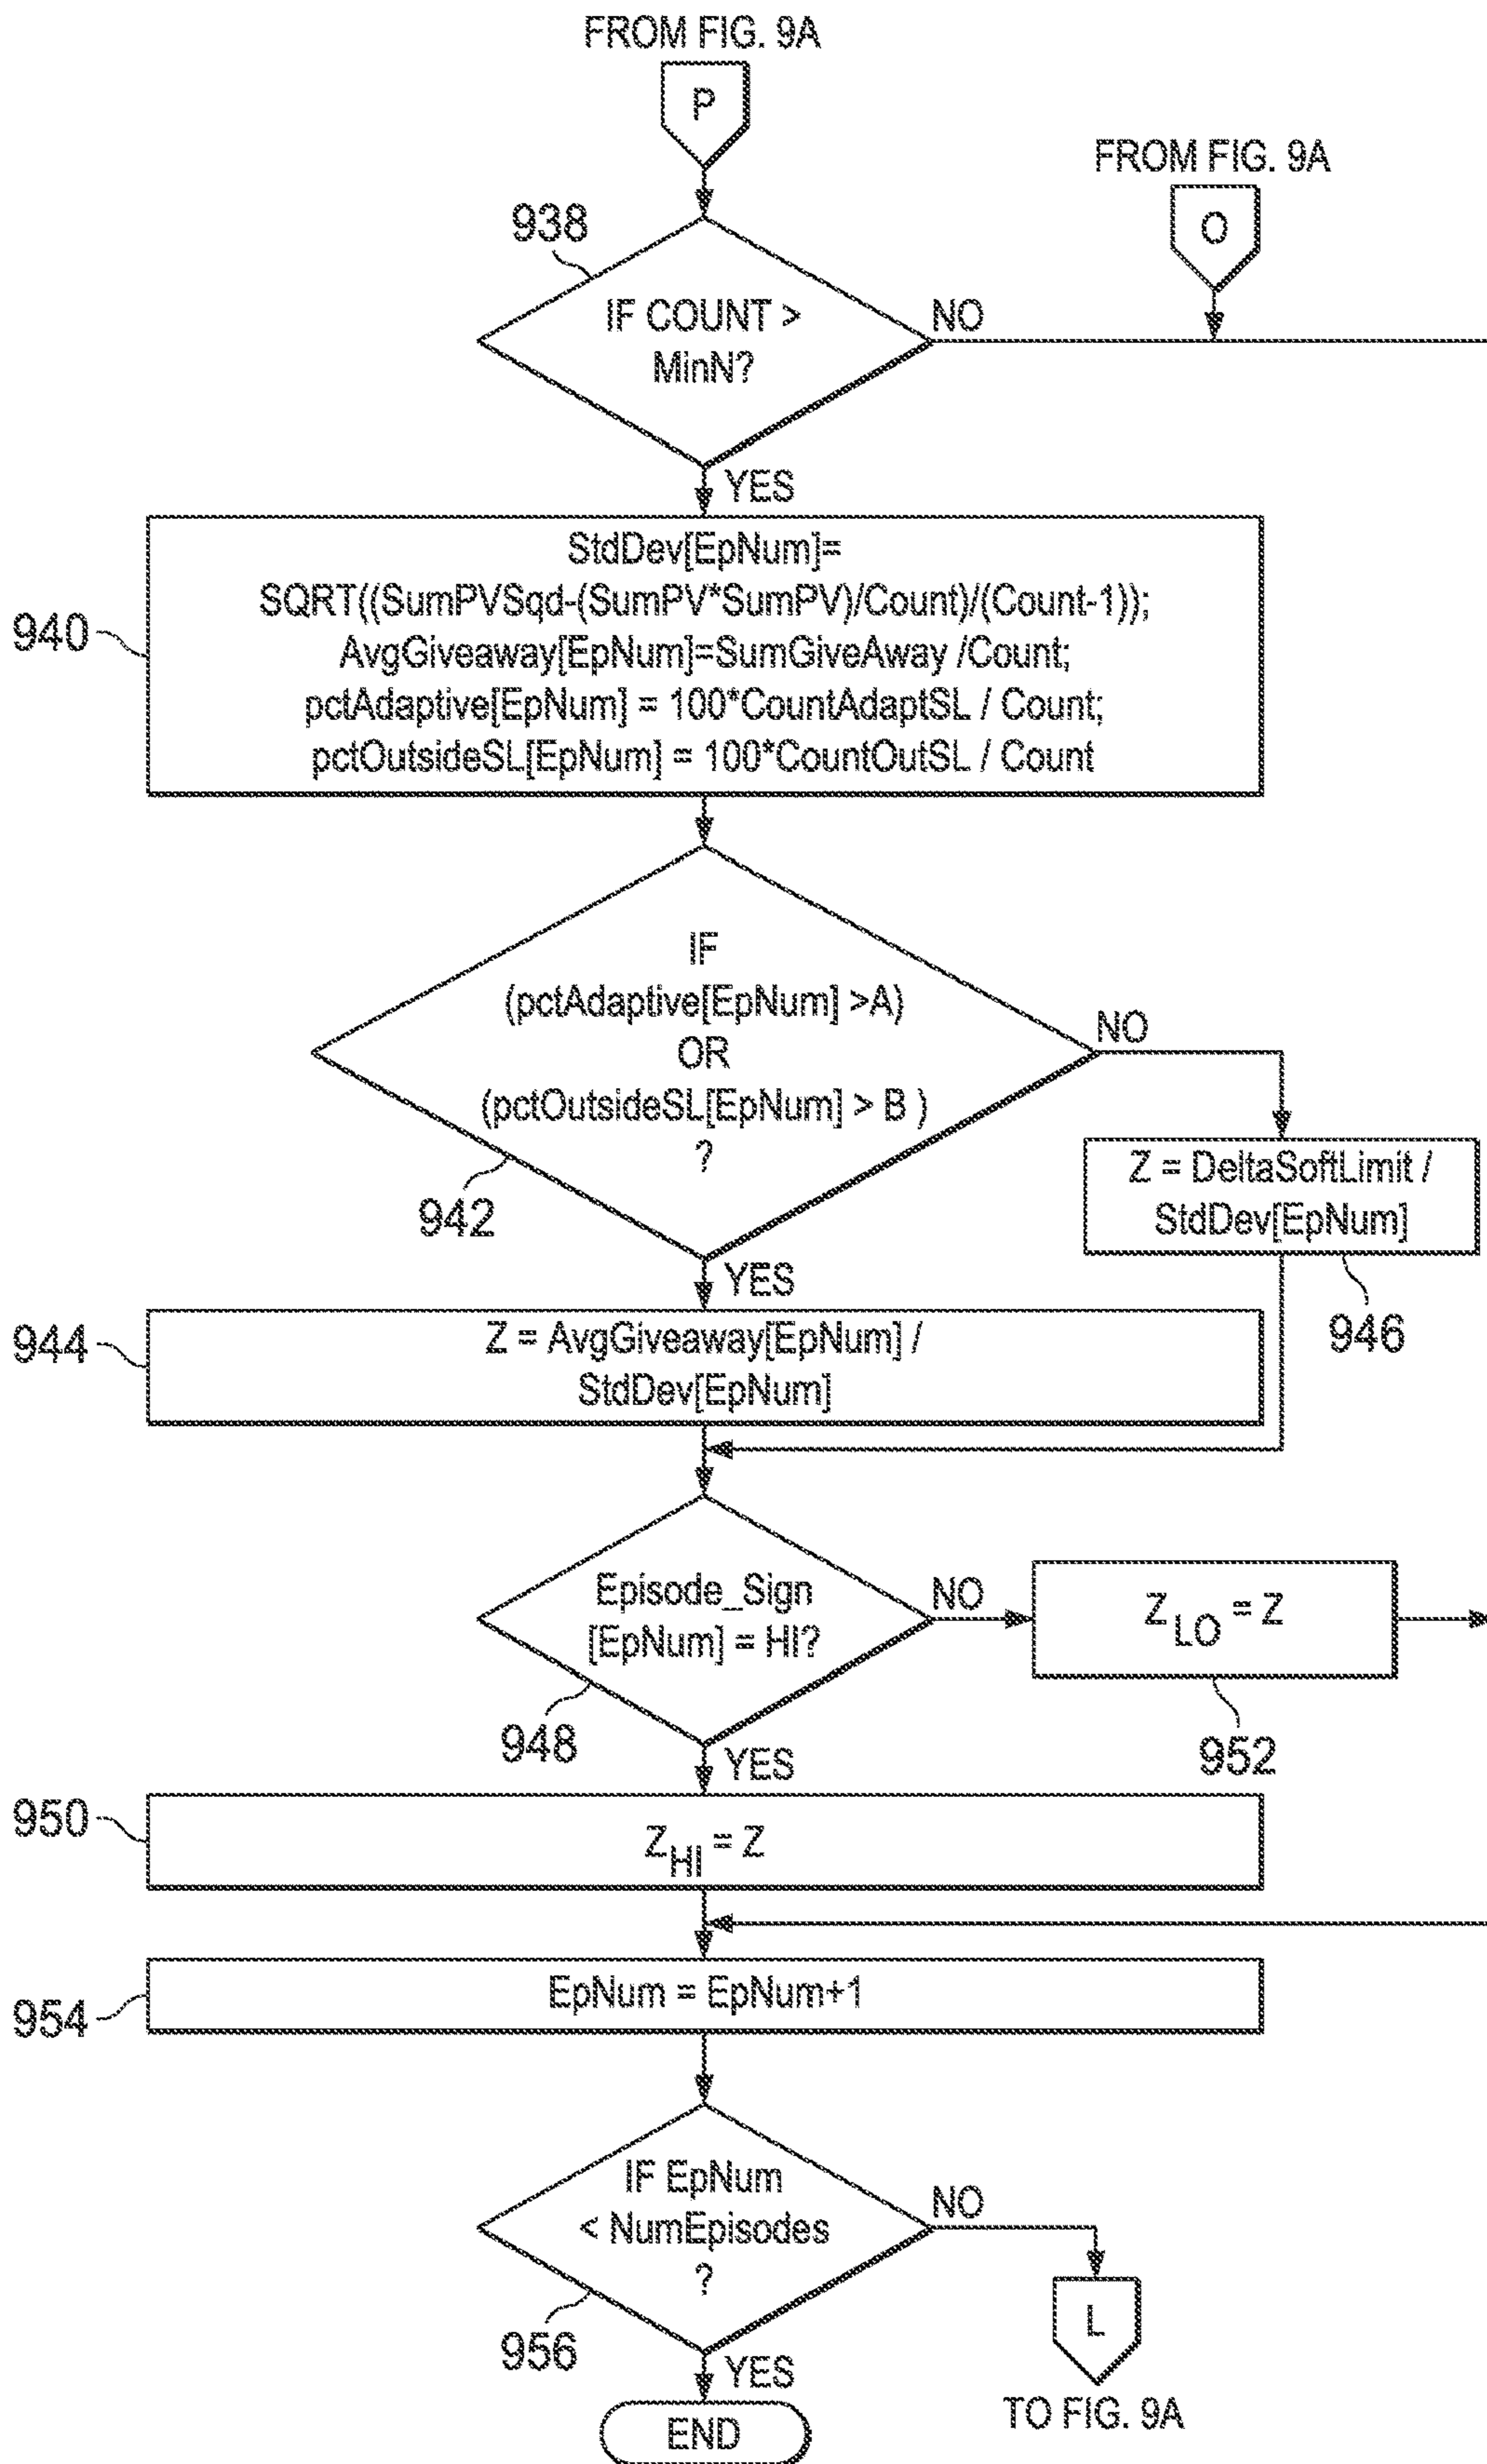 FROM FIG. 9A
P
FROM FIG. 9A
O
938
IF COUNT >
MinN?
NO
YES
940
StdDev[EpNum]=
SQRT((SumPVSqd-(SumPV*SumPV)/Count)/(Count-1));
AvgGiveaway[EpNum]=SumGiveAway /Count;
pctAdaptive[EpNum] = 100*CountAdaptSL / Count;
pctOutsideSL[EpNum] = 100*CountOutSL / Count
IF
(pctAdaptive[EpNum] >A)
OR
(pctOutsideSL[EpNum] > B )
?
942
NO
YES
Z = DeltaSoftLimit /
StdDev[EpNum]
946
944
Z = AvgGiveaway[EpNum] /
StdDev[EpNum]
Episode_Sign
[EpNum] = HI?
948
NO
YES
Z LO = Z
952
950
Z HI = Z
954
EpNum = EpNum+1
IF EpNum
< NumEpisodes
?
956
NO
YES
L
TO FIG. 9A
END